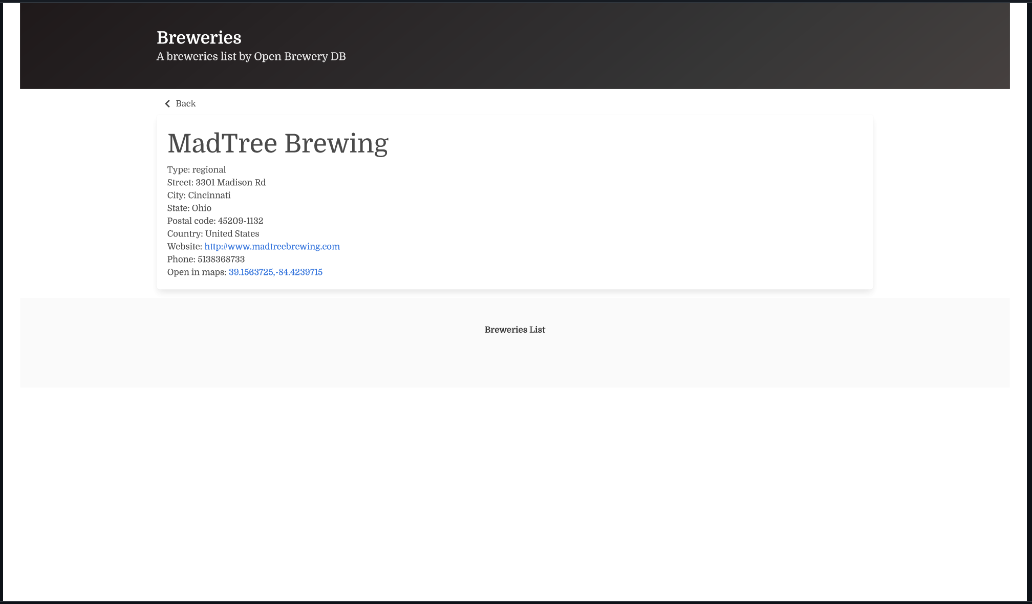 Breweries
A breweries list by Open Brewery DB
Back
MadTree Brewing
Type: regional
Street: 3301 Madison Rd
City: Cincinnati
State: Ohio
Postal code: 45209-1132
Country: United States
Website: http://www.madtreebrewing.com
Phone: 5138368733
Open in maps: 39.1563725,-84.4239715
Breweries List